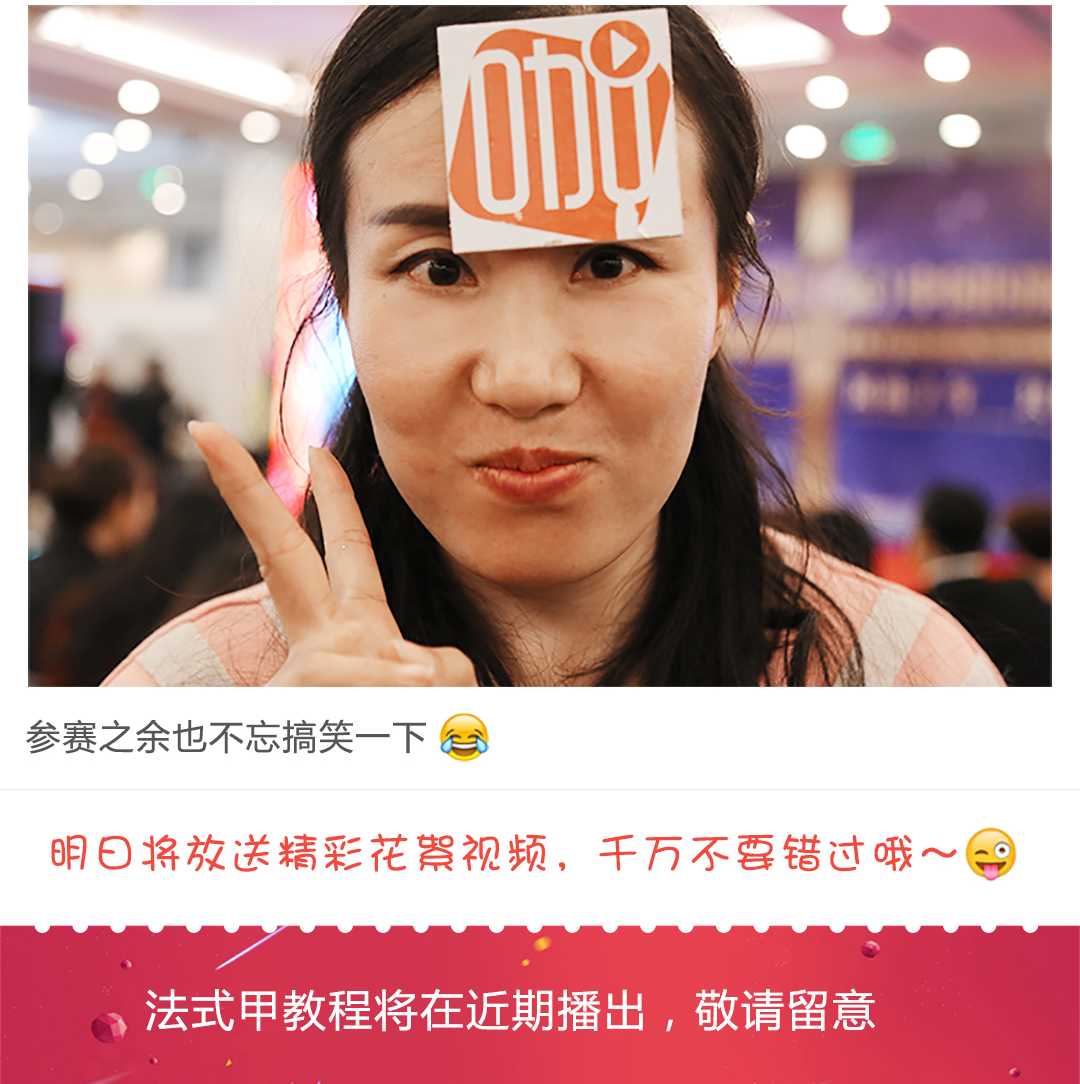 参赛之余也不忘搞笑一下
明日将放送精彩花絮视频，千万不要错过哦～
法式甲教程将在近期播出，敬请留意